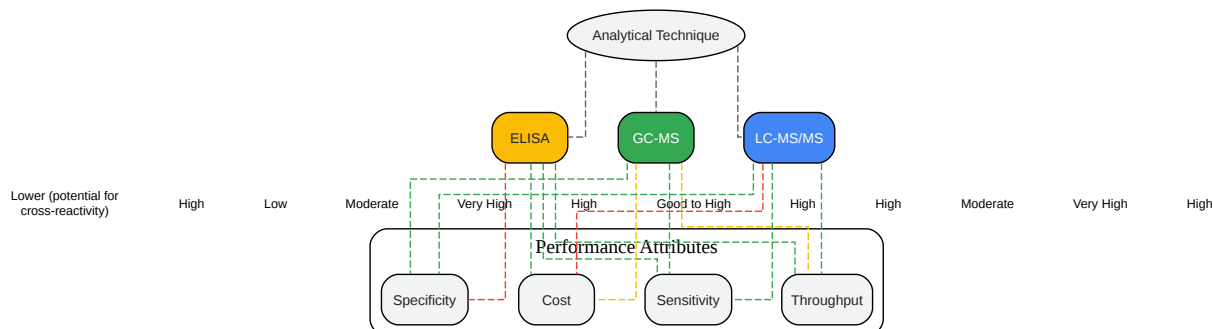 Analytical Technique
ELISA
GC-MS
LC-MS/MS
Lower (potential for
cross-reactivity)
High
Low
Moderate
Very High
High
Good to High
High
High
Moderate
Very High
High
Performance Attributes
Specificity
Cost
Sensitivity
Throughput